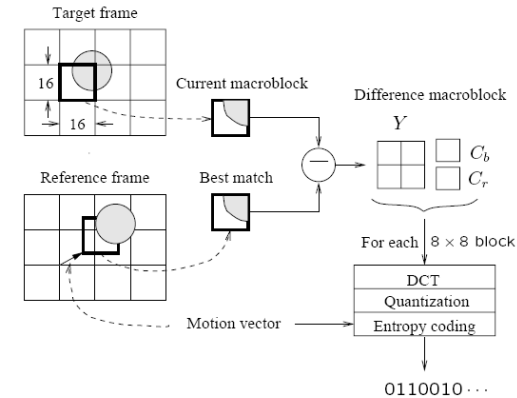 Target frame
16
16
Current macroblock
Difference macroblock
Y
Cb
Cr
Reference frame
Best match
For each 8 × 8 block
DCT
Quantization
Entropy coding
Motion vector
0110010 · · ·